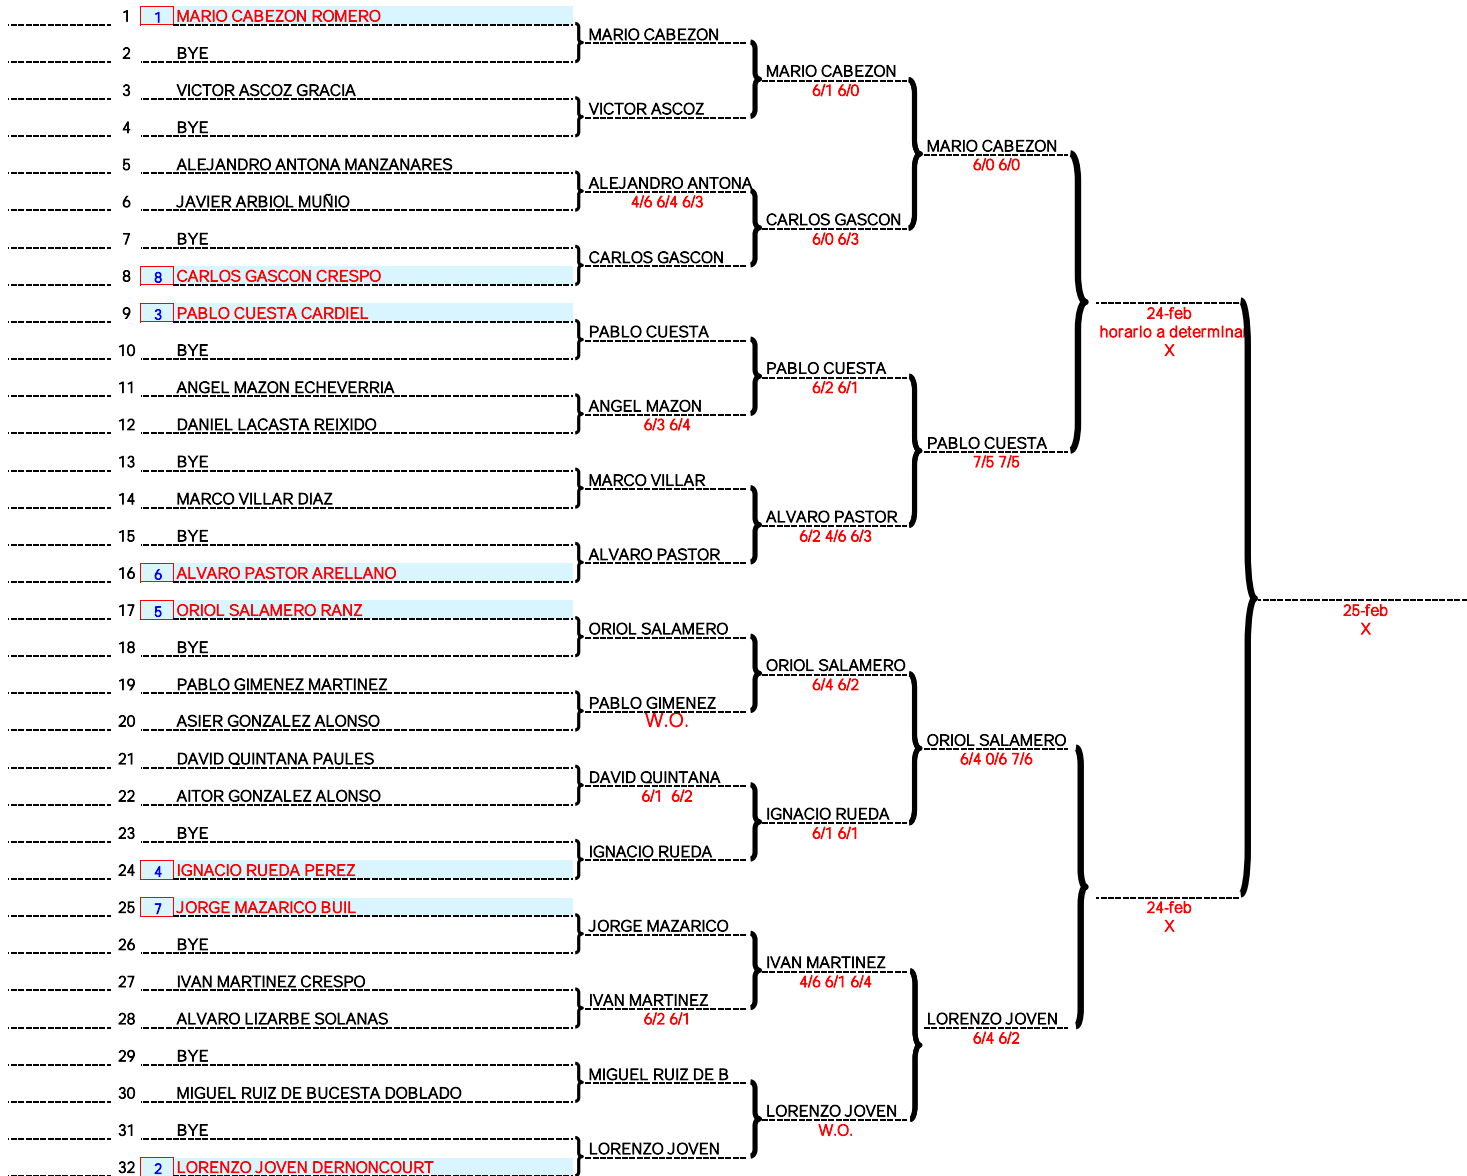 1 1 MARIO CABEZON ROMERO
MARIO CABEZON
2 BYE
MARIO CABEZON
6/1 6/0
3 VICTOR ASCOZ GRACIA
VICTOR ASCOZ
4 BYE
MARIO CABEZON
6/0 6/0
5 ALEJANDRO ANTONA MANZANARES
ALEJANDRO ANTONA
4/6 6/4 6/3
6 JAVIER ARBIOL MUÑIO
CARLOS GASCON
6/0 6/3
7 BYE
CARLOS GASCON
8 8 CARLOS GASCON CRESPO
24-feb
horario a determinar
X
9 3 PABLO CUESTA CARDIEL
PABLO CUESTA
10 BYE
PABLO CUESTA
6/2 6/1
11 ANGEL MAZON ECHEVERRIA
ANGEL MAZON
6/3 6/4
12 DANIEL LACASTA REIXIDO
PABLO CUESTA
7/5 7/5
13 BYE
MARCO VILLAR
14 MARCO VILLAR DIAZ
ALVARO PASTOR
6/2 4/6 6/3
15 BYE
ALVARO PASTOR
16 6 ALVARO PASTOR ARELLANO
25-feb
X
17 5 ORIOL SALAMERO RANZ
ORIOL SALAMERO
18 BYE
ORIOL SALAMERO
6/4 6/2
19 PABLO GIMENEZ MARTINEZ
PABLO GIMENEZ
W.O.
20 ASIER GONZALEZ ALONSO
ORIOL SALAMERO
6/4 0/6 7/6
21 DAVID QUINTANA PAULES
DAVID QUINTANA
6/1 6/2
22 AITOR GONZALEZ ALONSO
IGNACIO RUEDA
6/1 6/1
23 BYE
IGNACIO RUEDA
24 4 IGNACIO RUEDA PEREZ
24-feb
X
25 7 JORGE MAZARICO BUIL
JORGE MAZARICO
26 BYE
IVAN MARTINEZ
4/6 6/1 6/4
27 IVAN MARTINEZ CRESPO
IVAN MARTINEZ
6/2 6/1
28 ALVARO LIZARBE SOLANAS
LORENZO JOVEN
6/4 6/2
29 BYE
MIGUEL RUIZ DE B
30 MIGUEL RUIZ DE BUCESTA DOBLADO
LORENZO JOVEN
W.O.
31 BYE
LORENZO JOVEN
32 2 LORENZO JOVEN DERNONCOURT